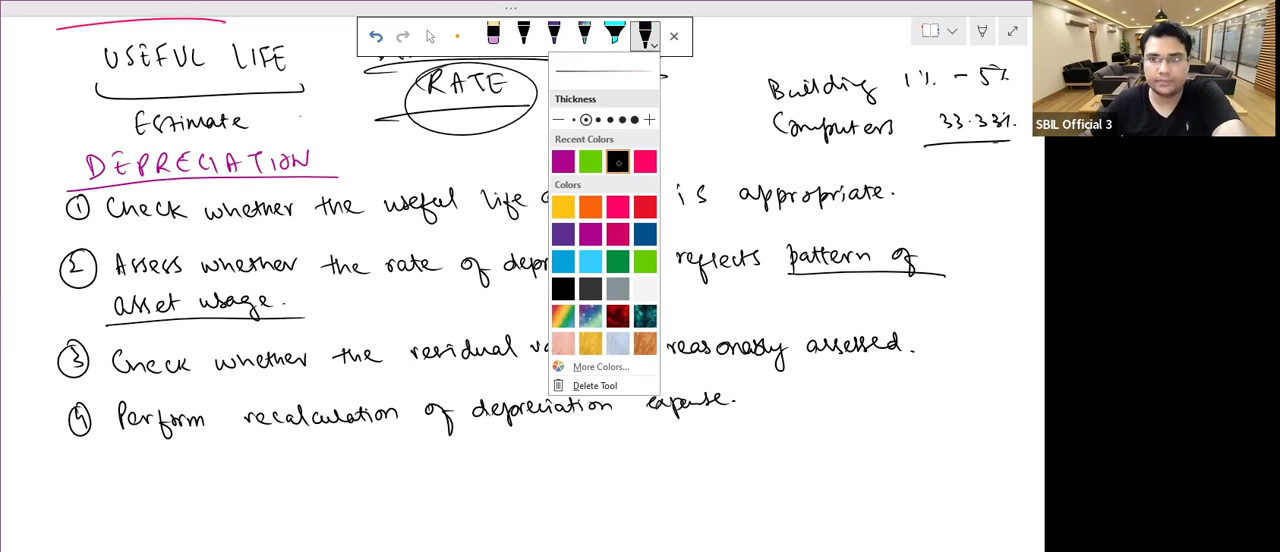 USEFUL LIFE
Estimate
RATE
Building 1% - 5%
Computers 33.33%
SBIL Official 3
Thickness
Recent Colors
Colors
More Colors...
Delete Tool
DEPRECIATION
① Check whether the useful life is appropriate.
② Assess whether the rate of depre reflects pattern of
asset usage.
③ Check whether the residual va reasonably assessed.
④ Perform recalculation of depreciation expense.